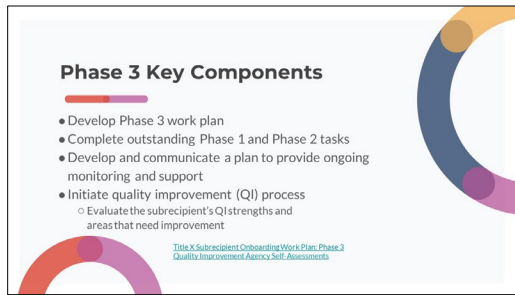 Phase 3 Key Components
● Develop Phase 3 work plan
● Complete outstanding Phase 1 and Phase 2 tasks
● Develop and communicate a plan to provide ongoing
monitoring and support
● Initiate quality improvement (QI) process
○ Evaluate the subrecipient's QI strengths and
areas that need improvement
Title X Subrecipient Onboarding Work Plan: Phase 3
Quality Improvement Agency Self-Assessments